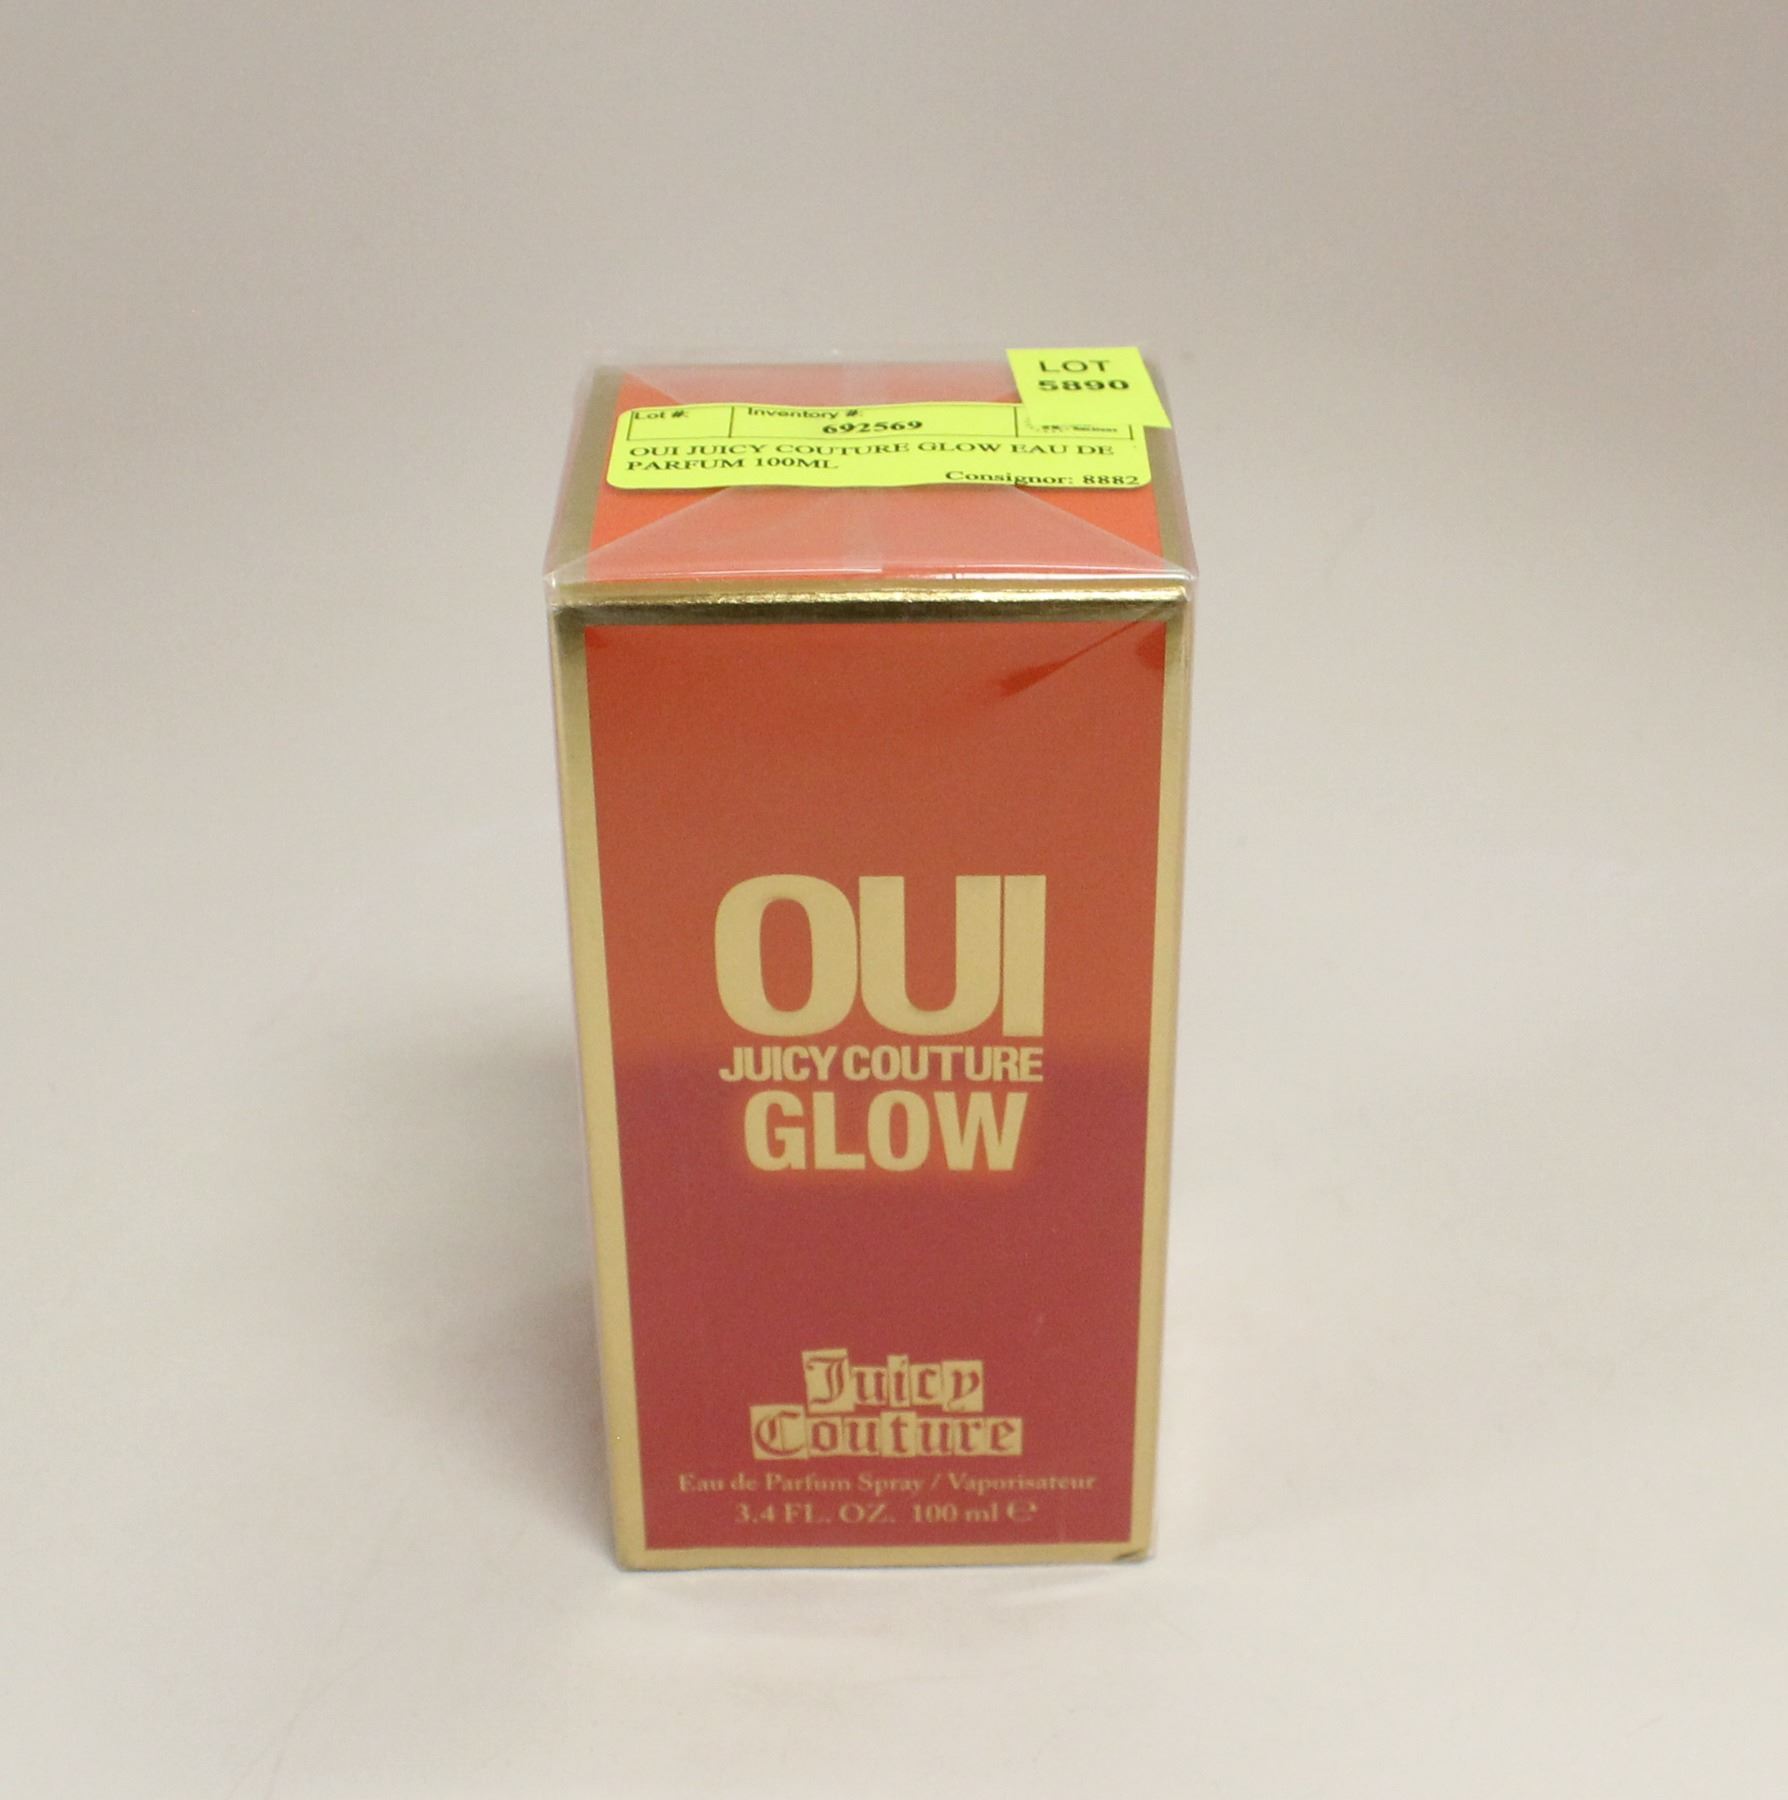 LOT
5890
Lot #: Inventory #:
692569
OUI JUICY COUTURE GLOW EAU DE
PARFUM 100ML
Consignor: 8882
OUI
JUICY COUTURE
GLOW
Juicy
Couture
Eau de Parfum Spray / Vaporisateur
3.4 FL. OZ. 100 ml ℮